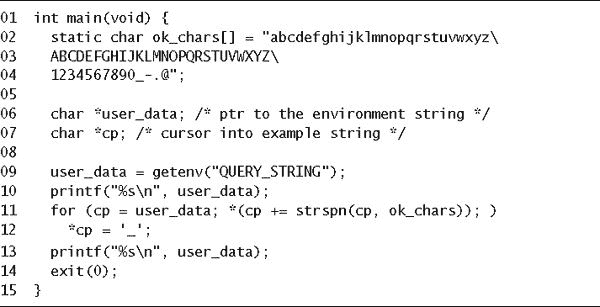 01 int main(void) {
02   static char ok_chars[] = "abcdefghijklmnopqrstuvwxyz\
03 ABCDEFGHIJKLMNOPQRSTUVWXYZ\
04 1234567890_-.@";
05
06   char *user_data; /* ptr to the environment string */
07   char *cp; /* cursor into example string */
08
09   user_data = getenv("QUERY_STRING");
10   printf("%s\n", user_data);
11   for (cp = user_data; *(cp += strspn(cp, ok_chars)); )
12     *cp = '_';
13   printf("%s\n", user_data);
14   exit(0);
15 }